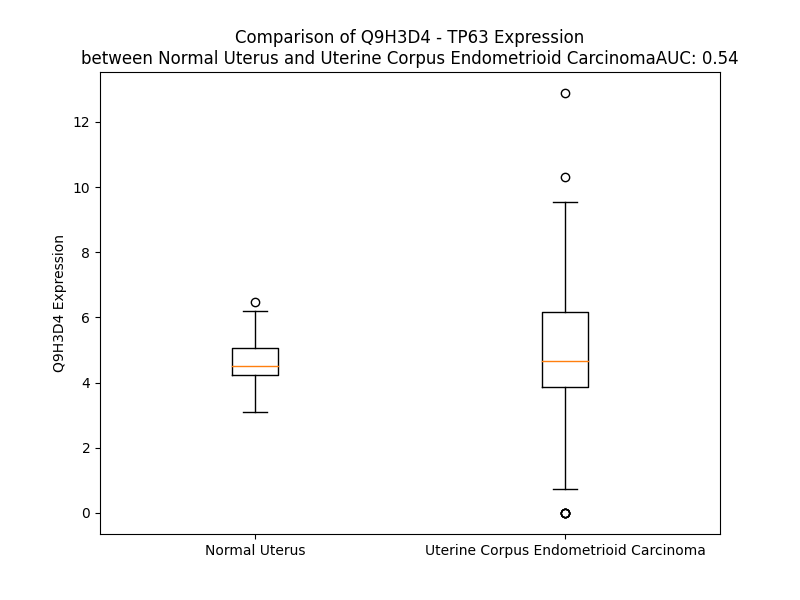 Comparison of Q9H3D4 - TP63 Expression
between Normal Uterus and Uterine Corpus Endometrioid CarcinomaAUC: 0.54
12
10
8
6
4
2
0
Q9H3D4 Expression
Normal Uterus
Uterine Corpus Endometrioid Carcinoma